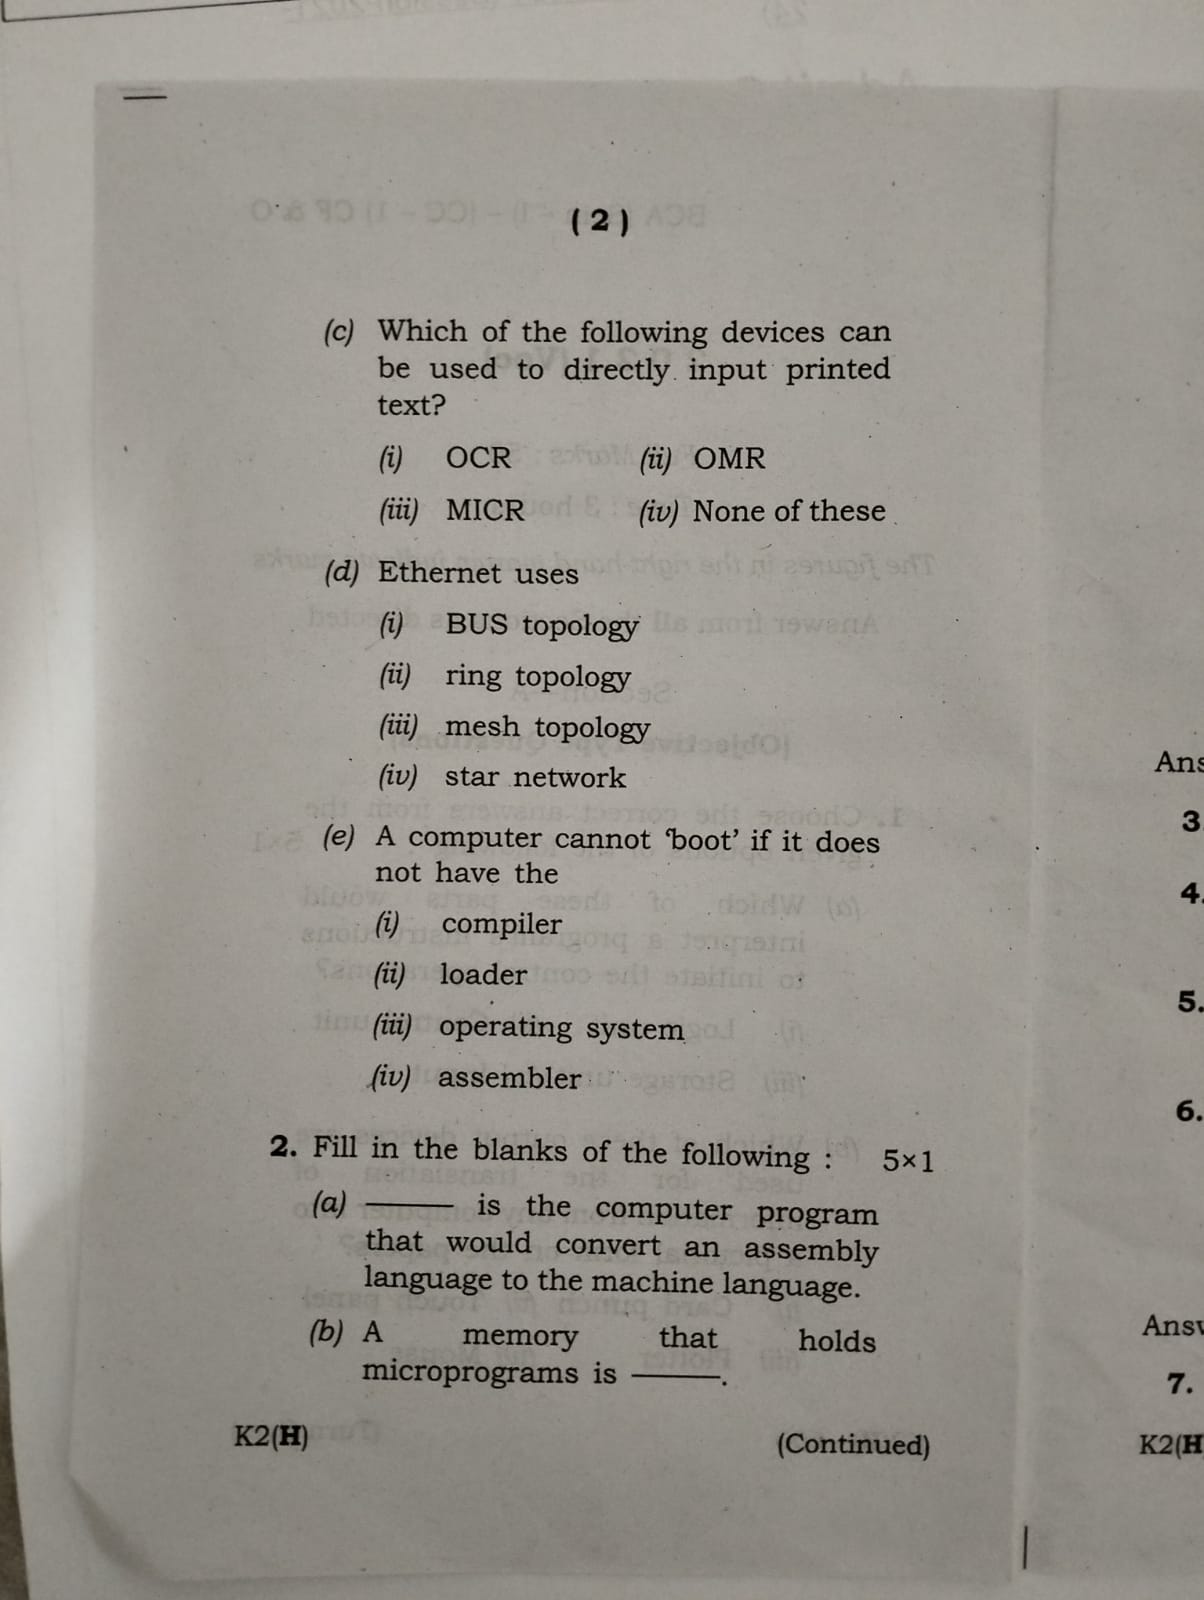 ( 2 )
(c) Which of the following devices can
be used to directly input printed
text?
(i) OCR (ii) OMR
(iii) MICR (iv) None of these
(d) Ethernet uses
(i) BUS topology
(ii) ring topology
(iii) mesh topology
(iv) star network
(e) A computer cannot ‘boot’ if it does
not have the
(i) compiler
(ii) loader
(iii) operating system
(iv) assembler
2. Fill in the blanks of the following : 5×1
(a) ——— is the computer program
that would convert an assembly
language to the machine language.
(b) A memory that holds
microprograms is ———.
K2(H) (Continued)
Ans
3
4.
5.
6.
Answ
7.
K2(H